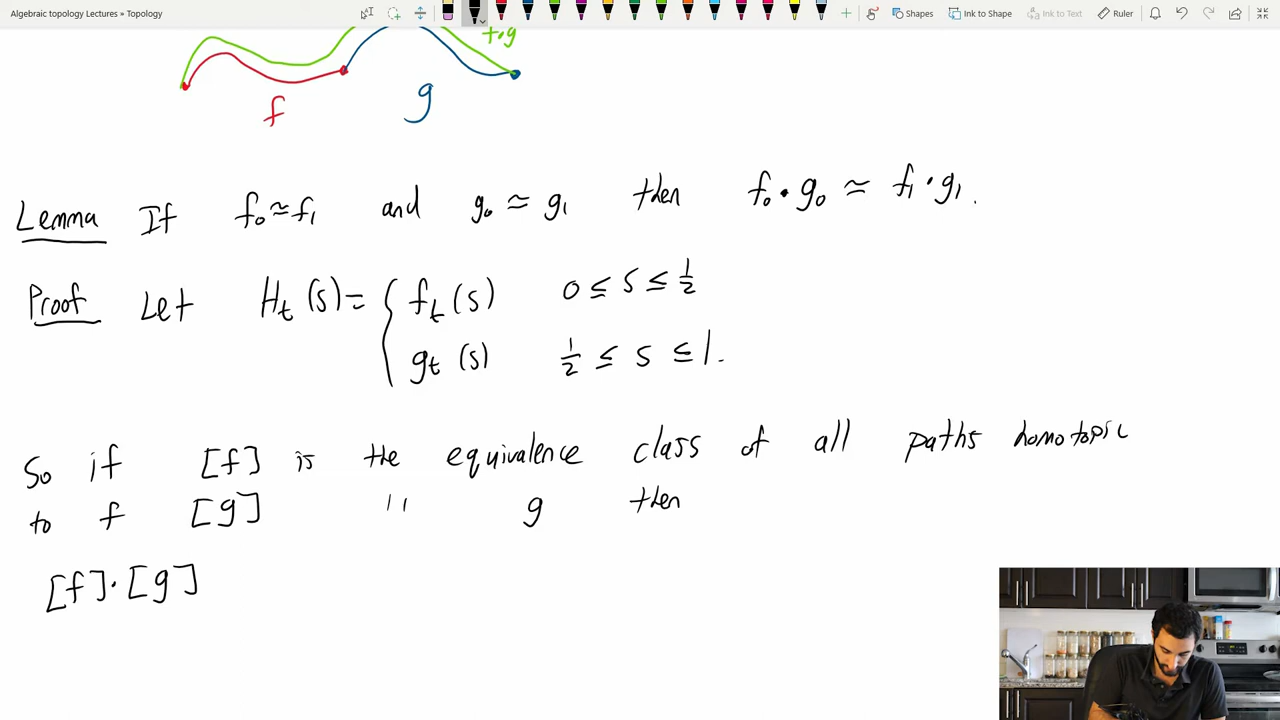 Algebraic topology Lectures » Topology
Shapes
Ink to Shape
Ink to Text
Ruler
f·g
f
g
Lemma If f₀≈f₁ and g₀ ≈ g₁ then f₀·g₀ ≈ f₁·g₁.
Proof Let Hₜ(s)= { fₜ(s) 0 ≤ s ≤ 1/2
gₜ(s) 1/2 ≤ s ≤ 1.
So if [f] is the equivalence class of all paths homotopic
to f [g] " g then
[f]·[g]